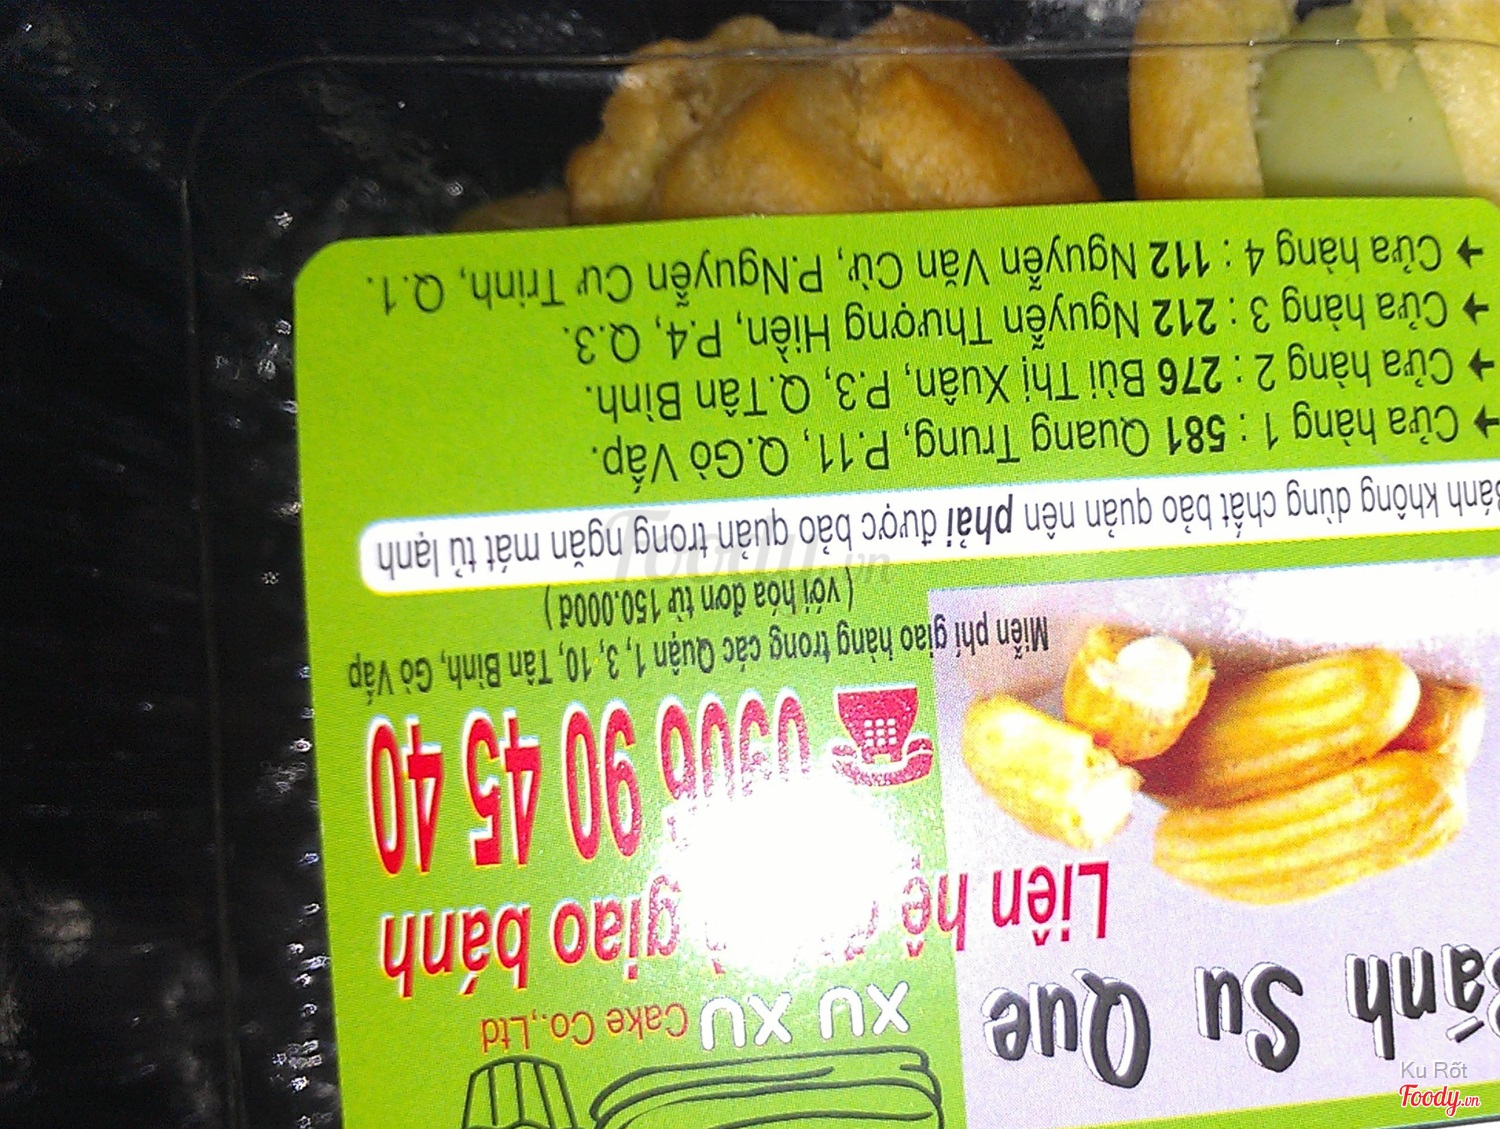 XU XU Cake Co.,Ltd
Bánh Su Que
Liên hệ giao bánh
90 45 40
Miễn phí giao hàng trong các Quận 1, 3, 10, Tân Bình, Gò Vấp
( với hóa đơn từ 150.000đ )
Bánh không dùng chất bảo quản nên phải được bảo quản trong ngăn mát tủ lạnh
➔ Cửa hàng 1 : 581 Quang Trung, P.11, Q.Gò Vấp.
➔ Cửa hàng 2 : 276 Bùi Thị Xuân, P.3, Q.Tân Bình.
➔ Cửa hàng 3 : 212 Nguyễn Thượng Hiền, P.4, Q.3.
➔ Cửa hàng 4 : 112 Nguyễn Văn Cừ, P.Nguyễn Cư Trinh, Q.1.
Foody.vn
Ku Rốt
Foody.vn